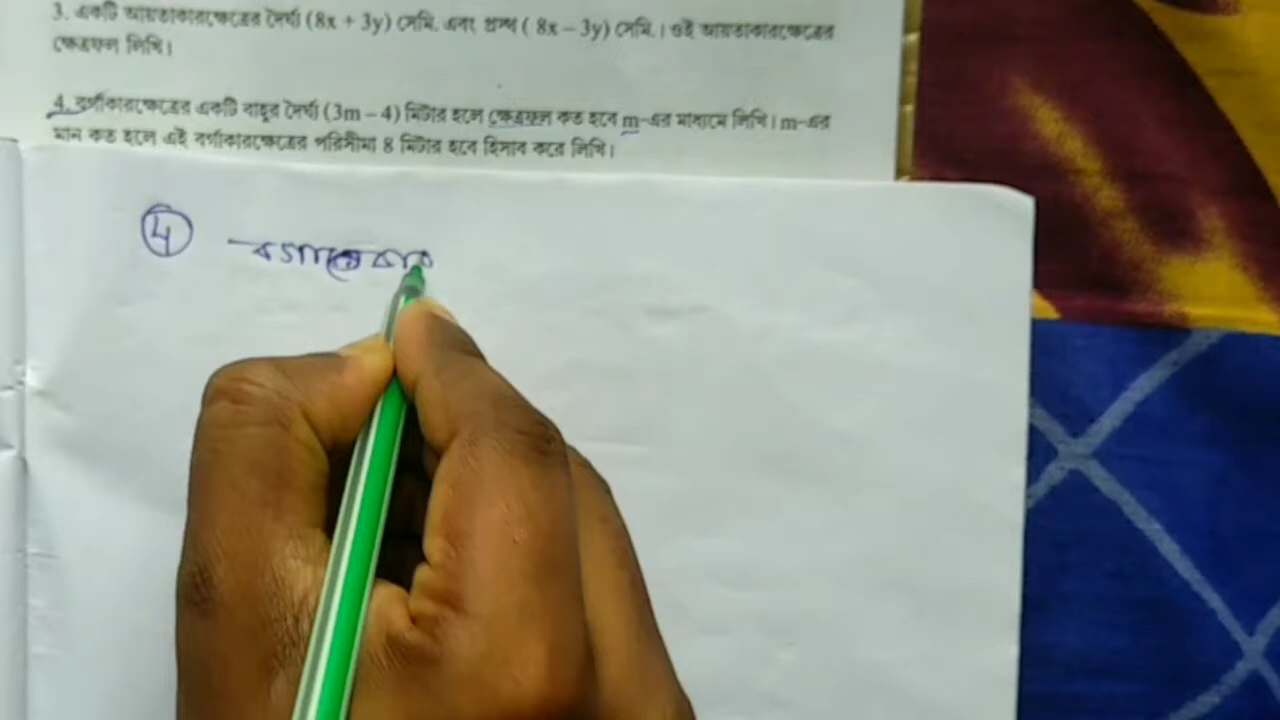 3. একটি আয়তাকারক্ষেত্রের দৈর্ঘ্য (8x + 3y) সেমি. এবং প্রস্থ ( 8x – 3y) সেমি.। ওই আয়তাকারক্ষেত্রের
ক্ষেত্রফল লিখি।
4. বর্গাকারক্ষেত্রের একটি বাহুর দৈর্ঘ্য (3m – 4) মিটার হলে ক্ষেত্রফল কত হবে m-এর মাধ্যমে লিখি। m-এর
মান কত হলে এই বর্গাকারক্ষেত্রের পরিসীমা 8 মিটার হবে হিসাব করে লিখি।
4